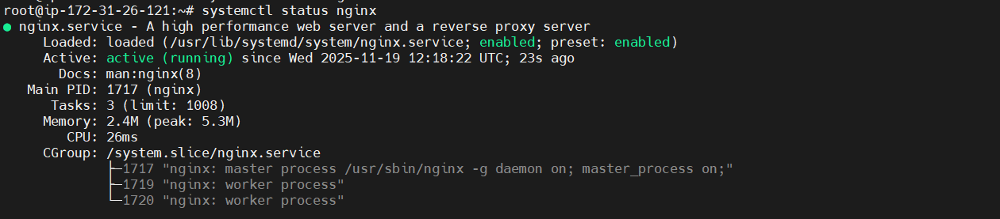 root@ip-172-31-26-121:~# systemctl status nginx
● nginx.service - A high performance web server and a reverse proxy server
     Loaded: loaded (/usr/lib/systemd/system/nginx.service; enabled; preset: enabled)
     Active: active (running) since Wed 2025-11-19 12:18:22 UTC; 23s ago
       Docs: man:nginx(8)
   Main PID: 1717 (nginx)
      Tasks: 3 (limit: 1008)
     Memory: 2.4M (peak: 5.3M)
        CPU: 26ms
     CGroup: /system.slice/nginx.service
             ├─1717 "nginx: master process /usr/sbin/nginx -g daemon on; master_process on;"
             ├─1719 "nginx: worker process"
             └─1720 "nginx: worker process"